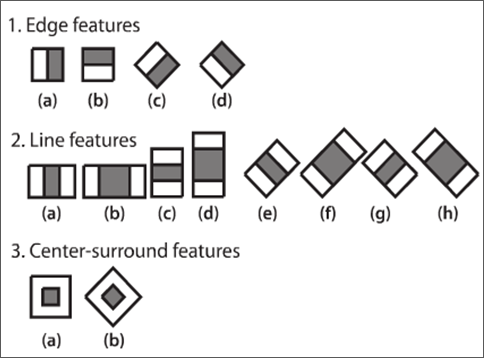 1. Edge features
(a) (b) (c) (d)
2. Line features
(a) (b) (c) (d) (e) (f) (g) (h)
3. Center-surround features
(a) (b)